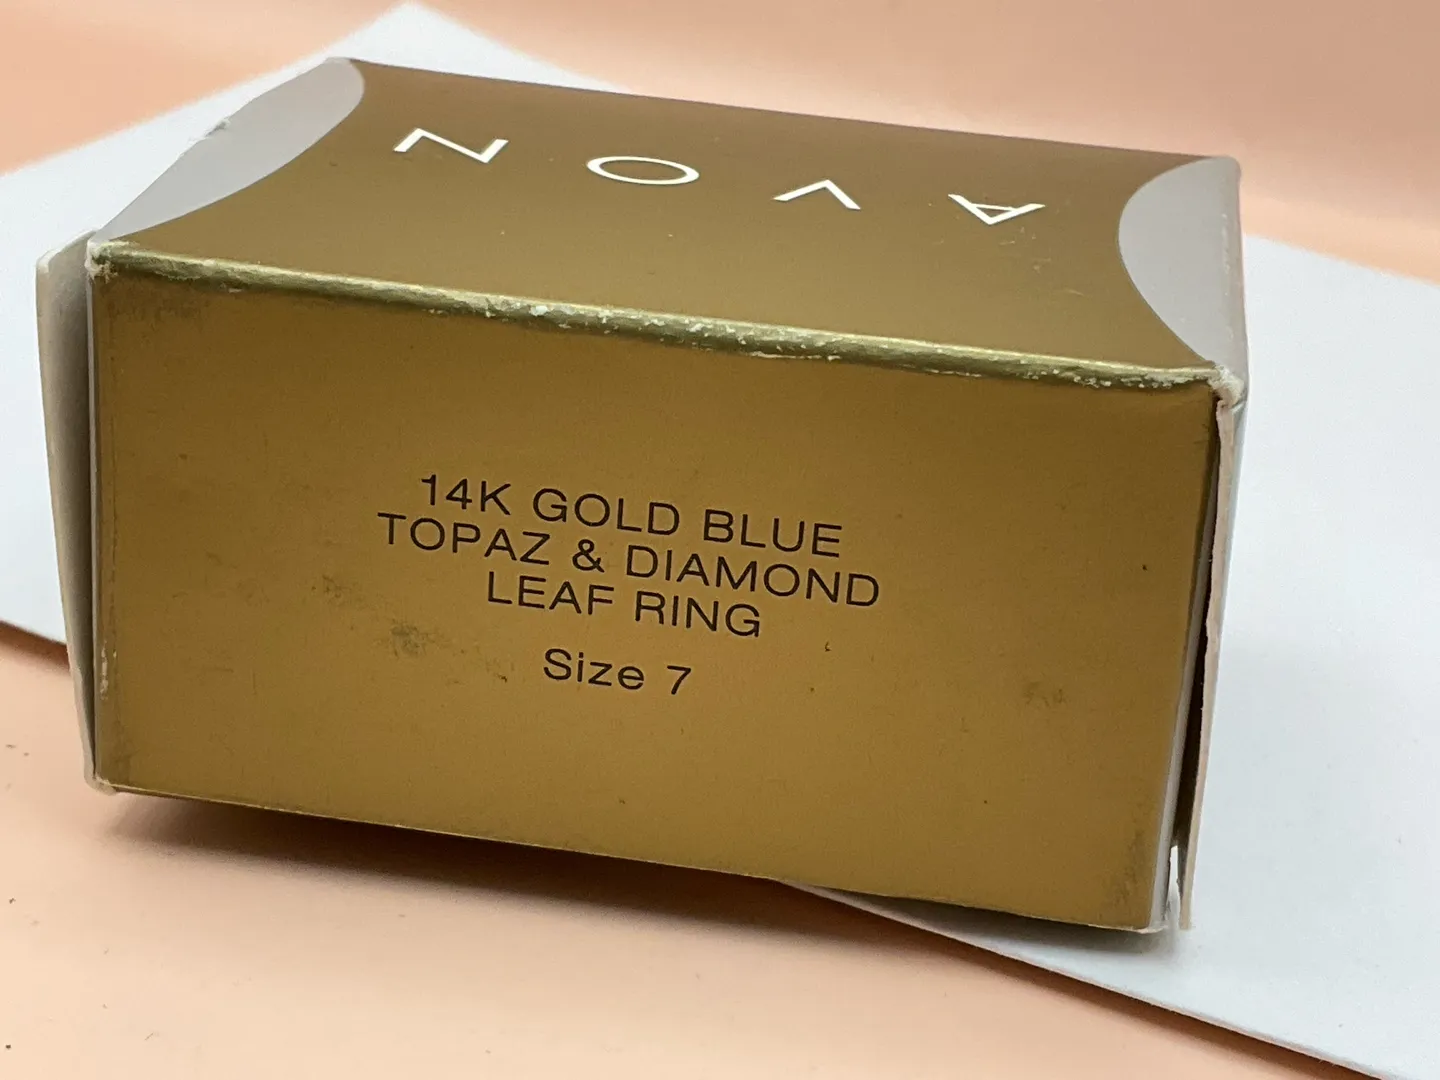 AVON
14K GOLD BLUE
TOPAZ & DIAMOND
LEAF RING
Size 7